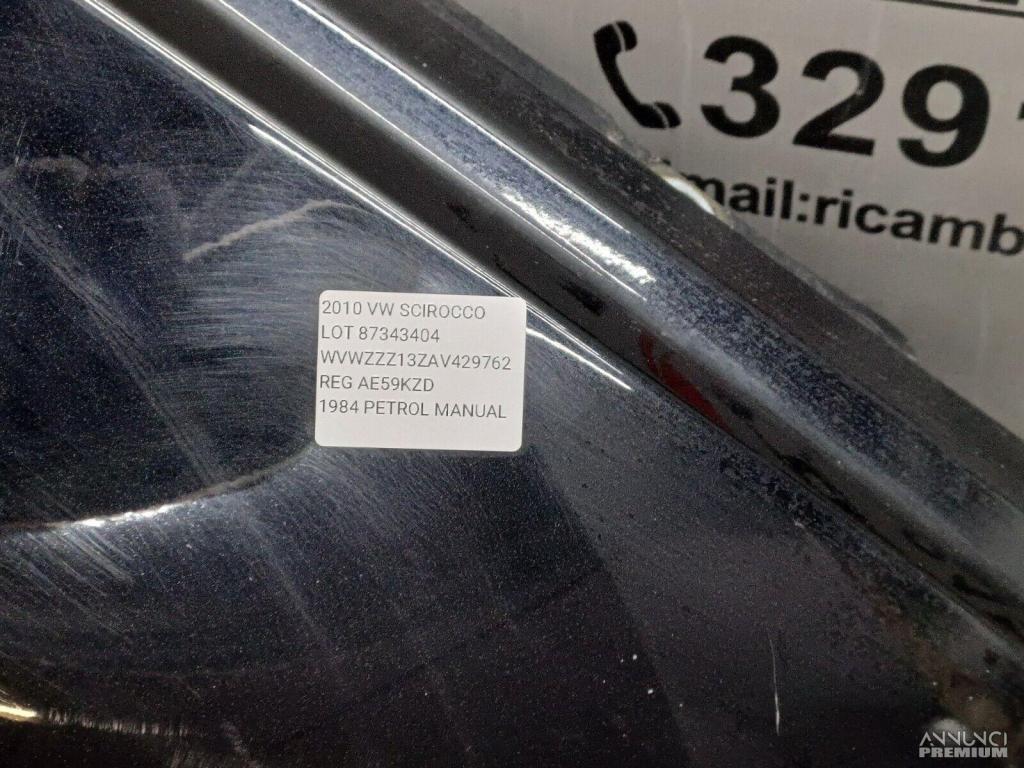 329
mail:ricamb
2010 VW SCIROCCO
LOT 87343404
WVWZZZ13ZAV429762
REG AE59KZD
1984 PETROL MANUAL
ANNUNCI
PREMIUM